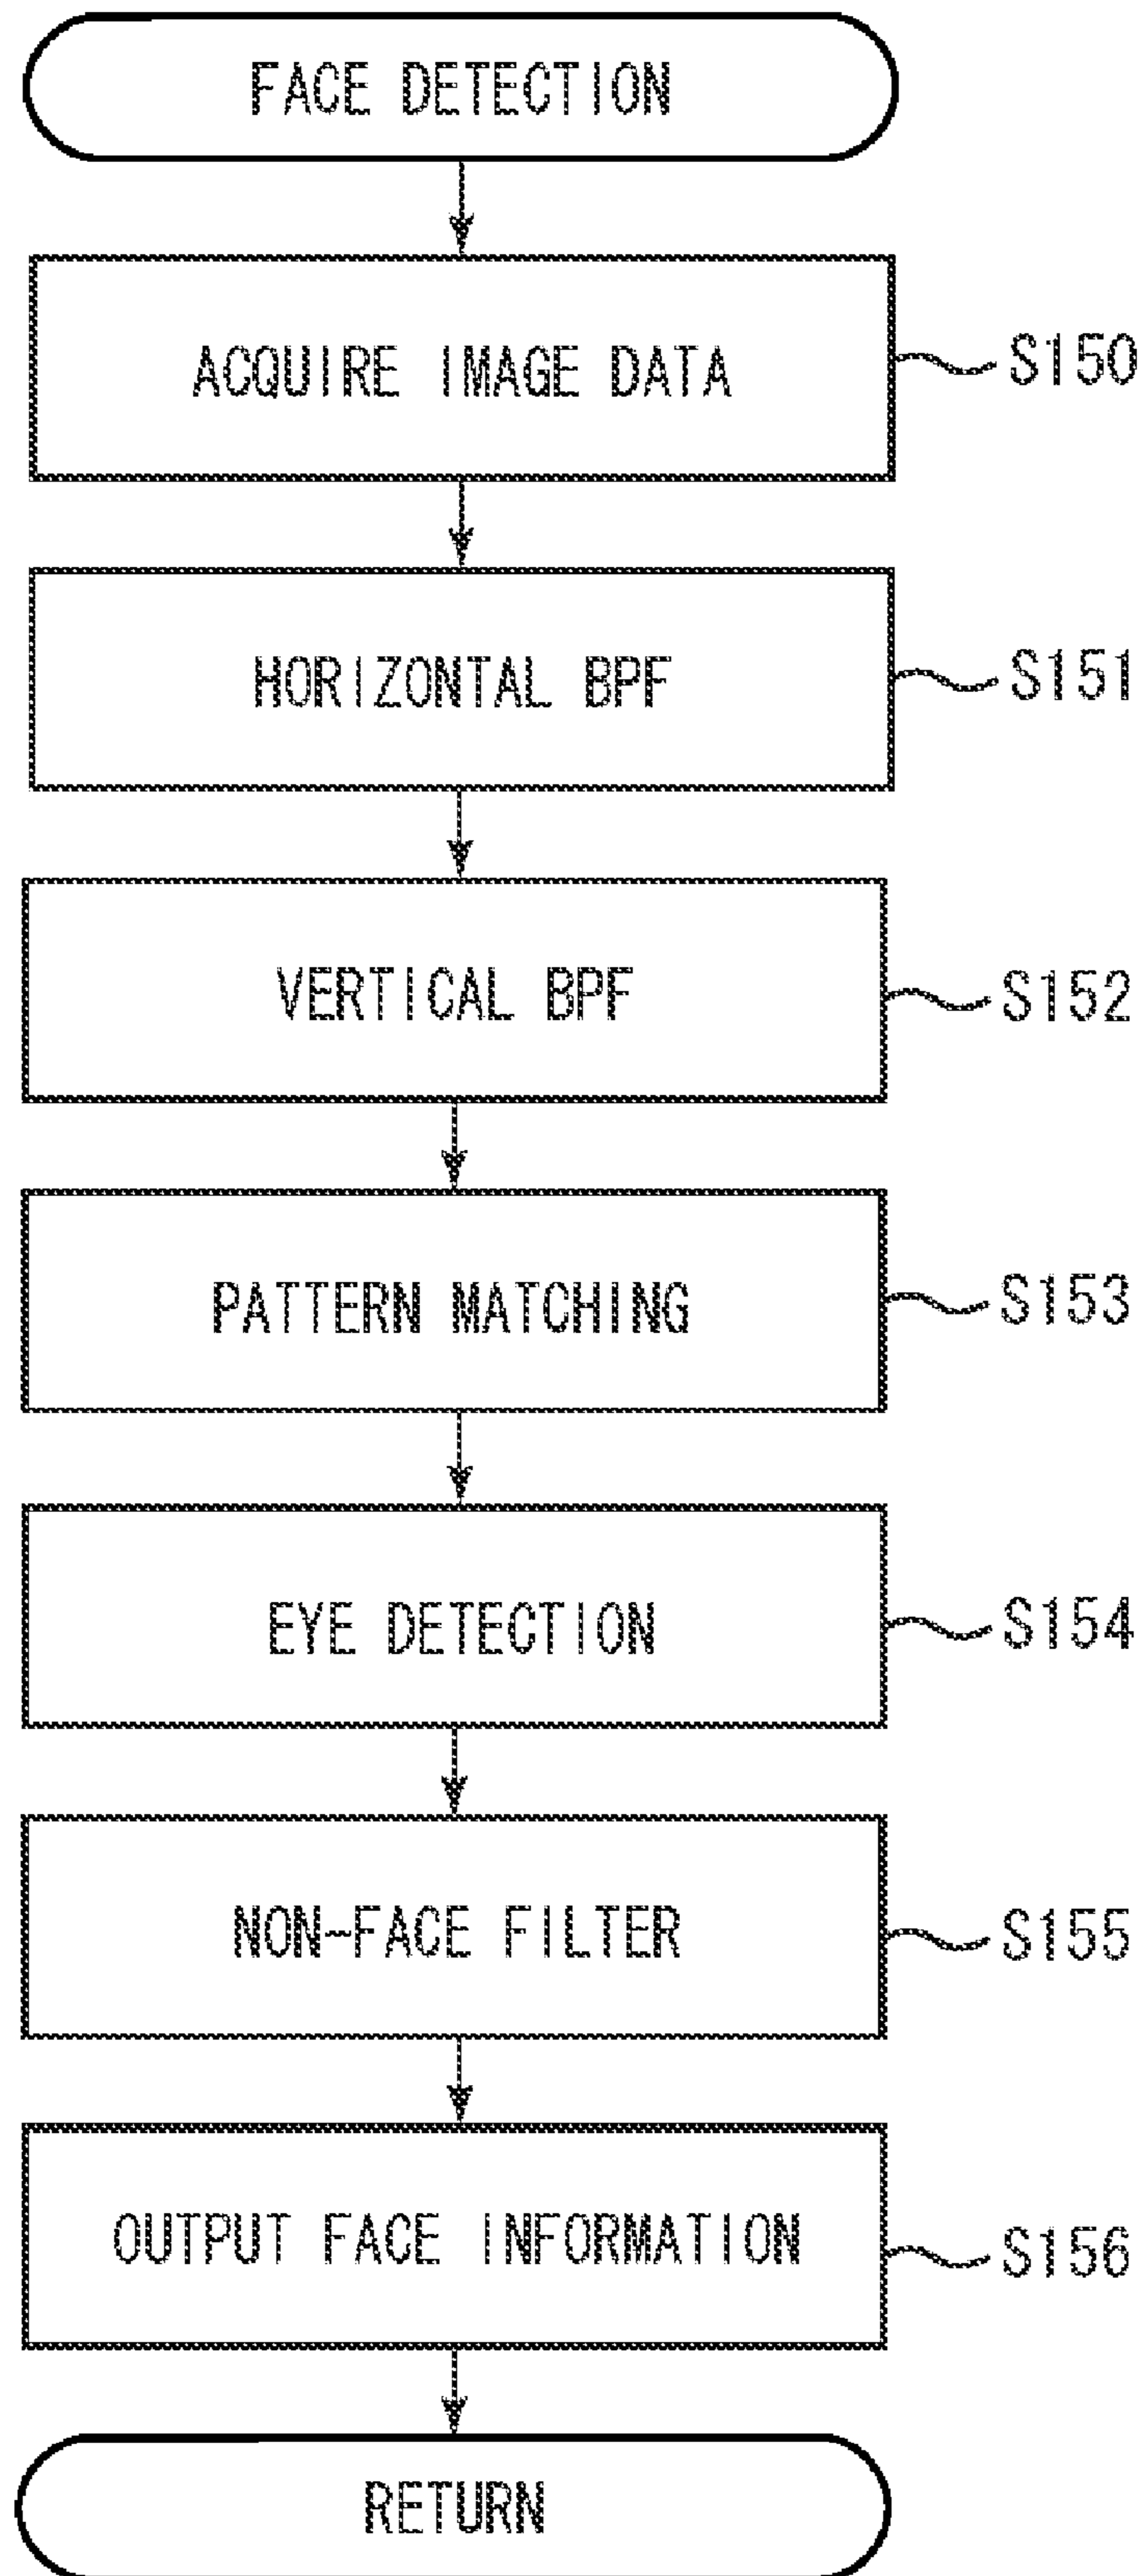 FACE DETECTION
ACQUIRE IMAGE DATA
S150
HORIZONTAL BPF
S151
VERTICAL BPF
S152
PATTERN MATCHING
S153
EYE DETECTION
S154
NON-FACE FILTER
S155
OUTPUT FACE INFORMATION
S156
RETURN